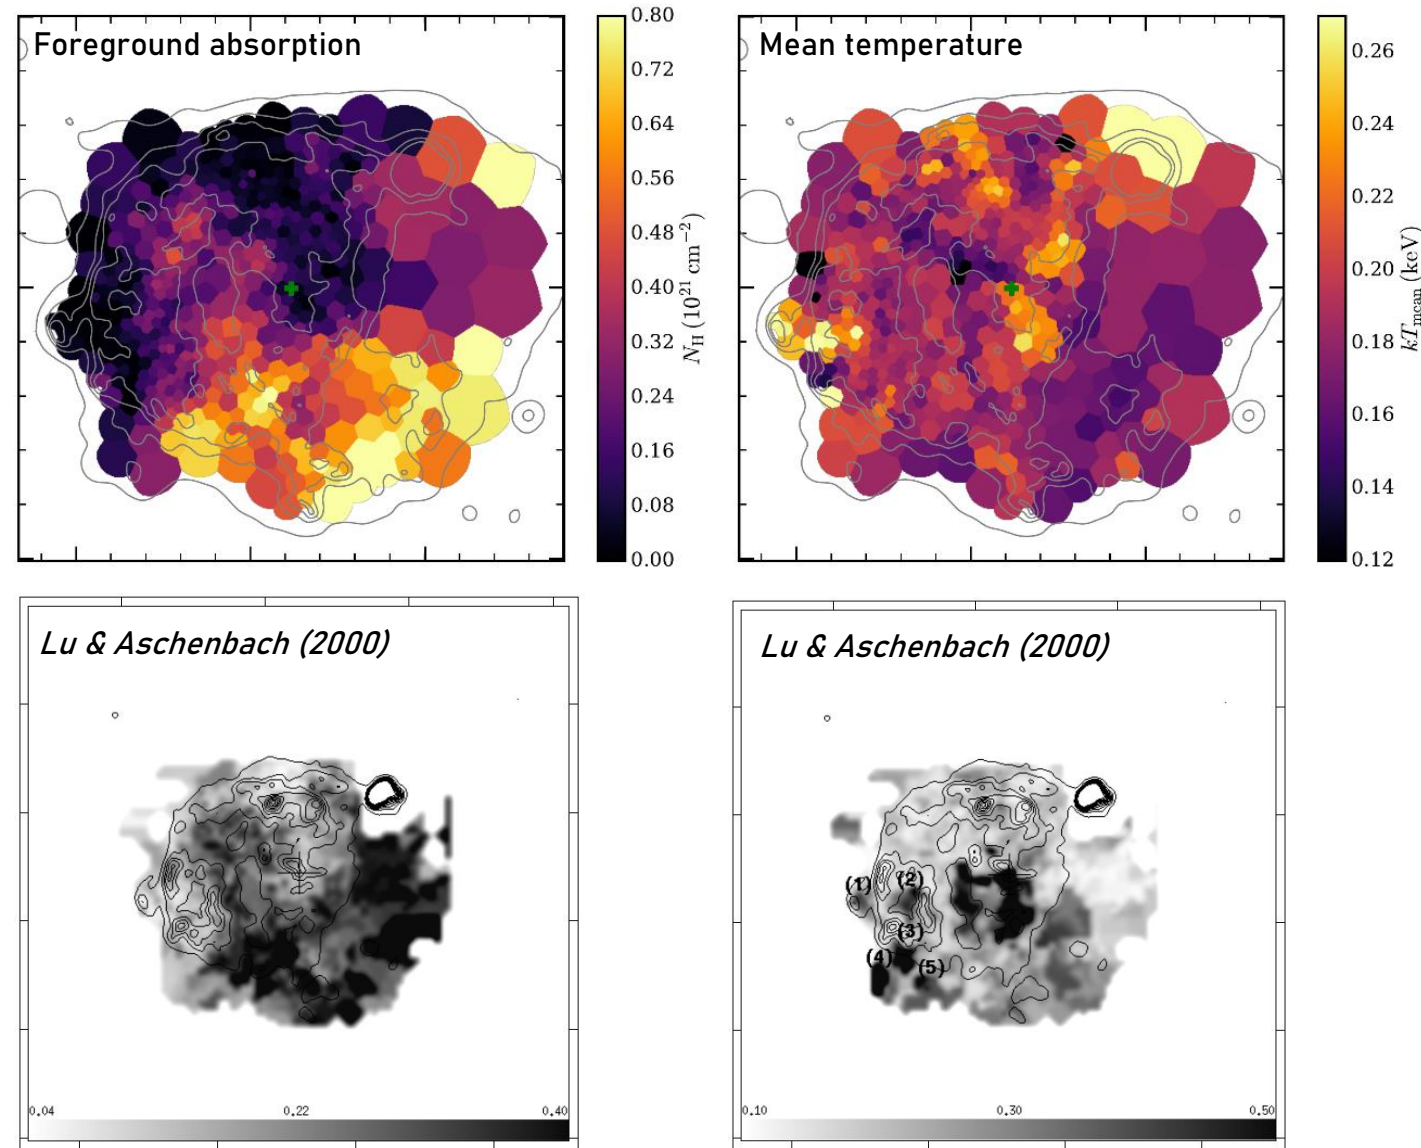 Foreground absorption
0.80
0.72
0.64
0.56
0.48
0.40
0.32
0.24
0.16
0.08
0.00
N_H (10^21 cm^−2)
Mean temperature
0.26
0.24
0.22
0.20
0.18
0.16
0.14
0.12
kT_mean (keV)
Lu & Aschenbach (2000)
0.04 0.22 0.40
Lu & Aschenbach (2000)
(1) (2)
(3)
(4) (5)
0.10 0.30 0.50